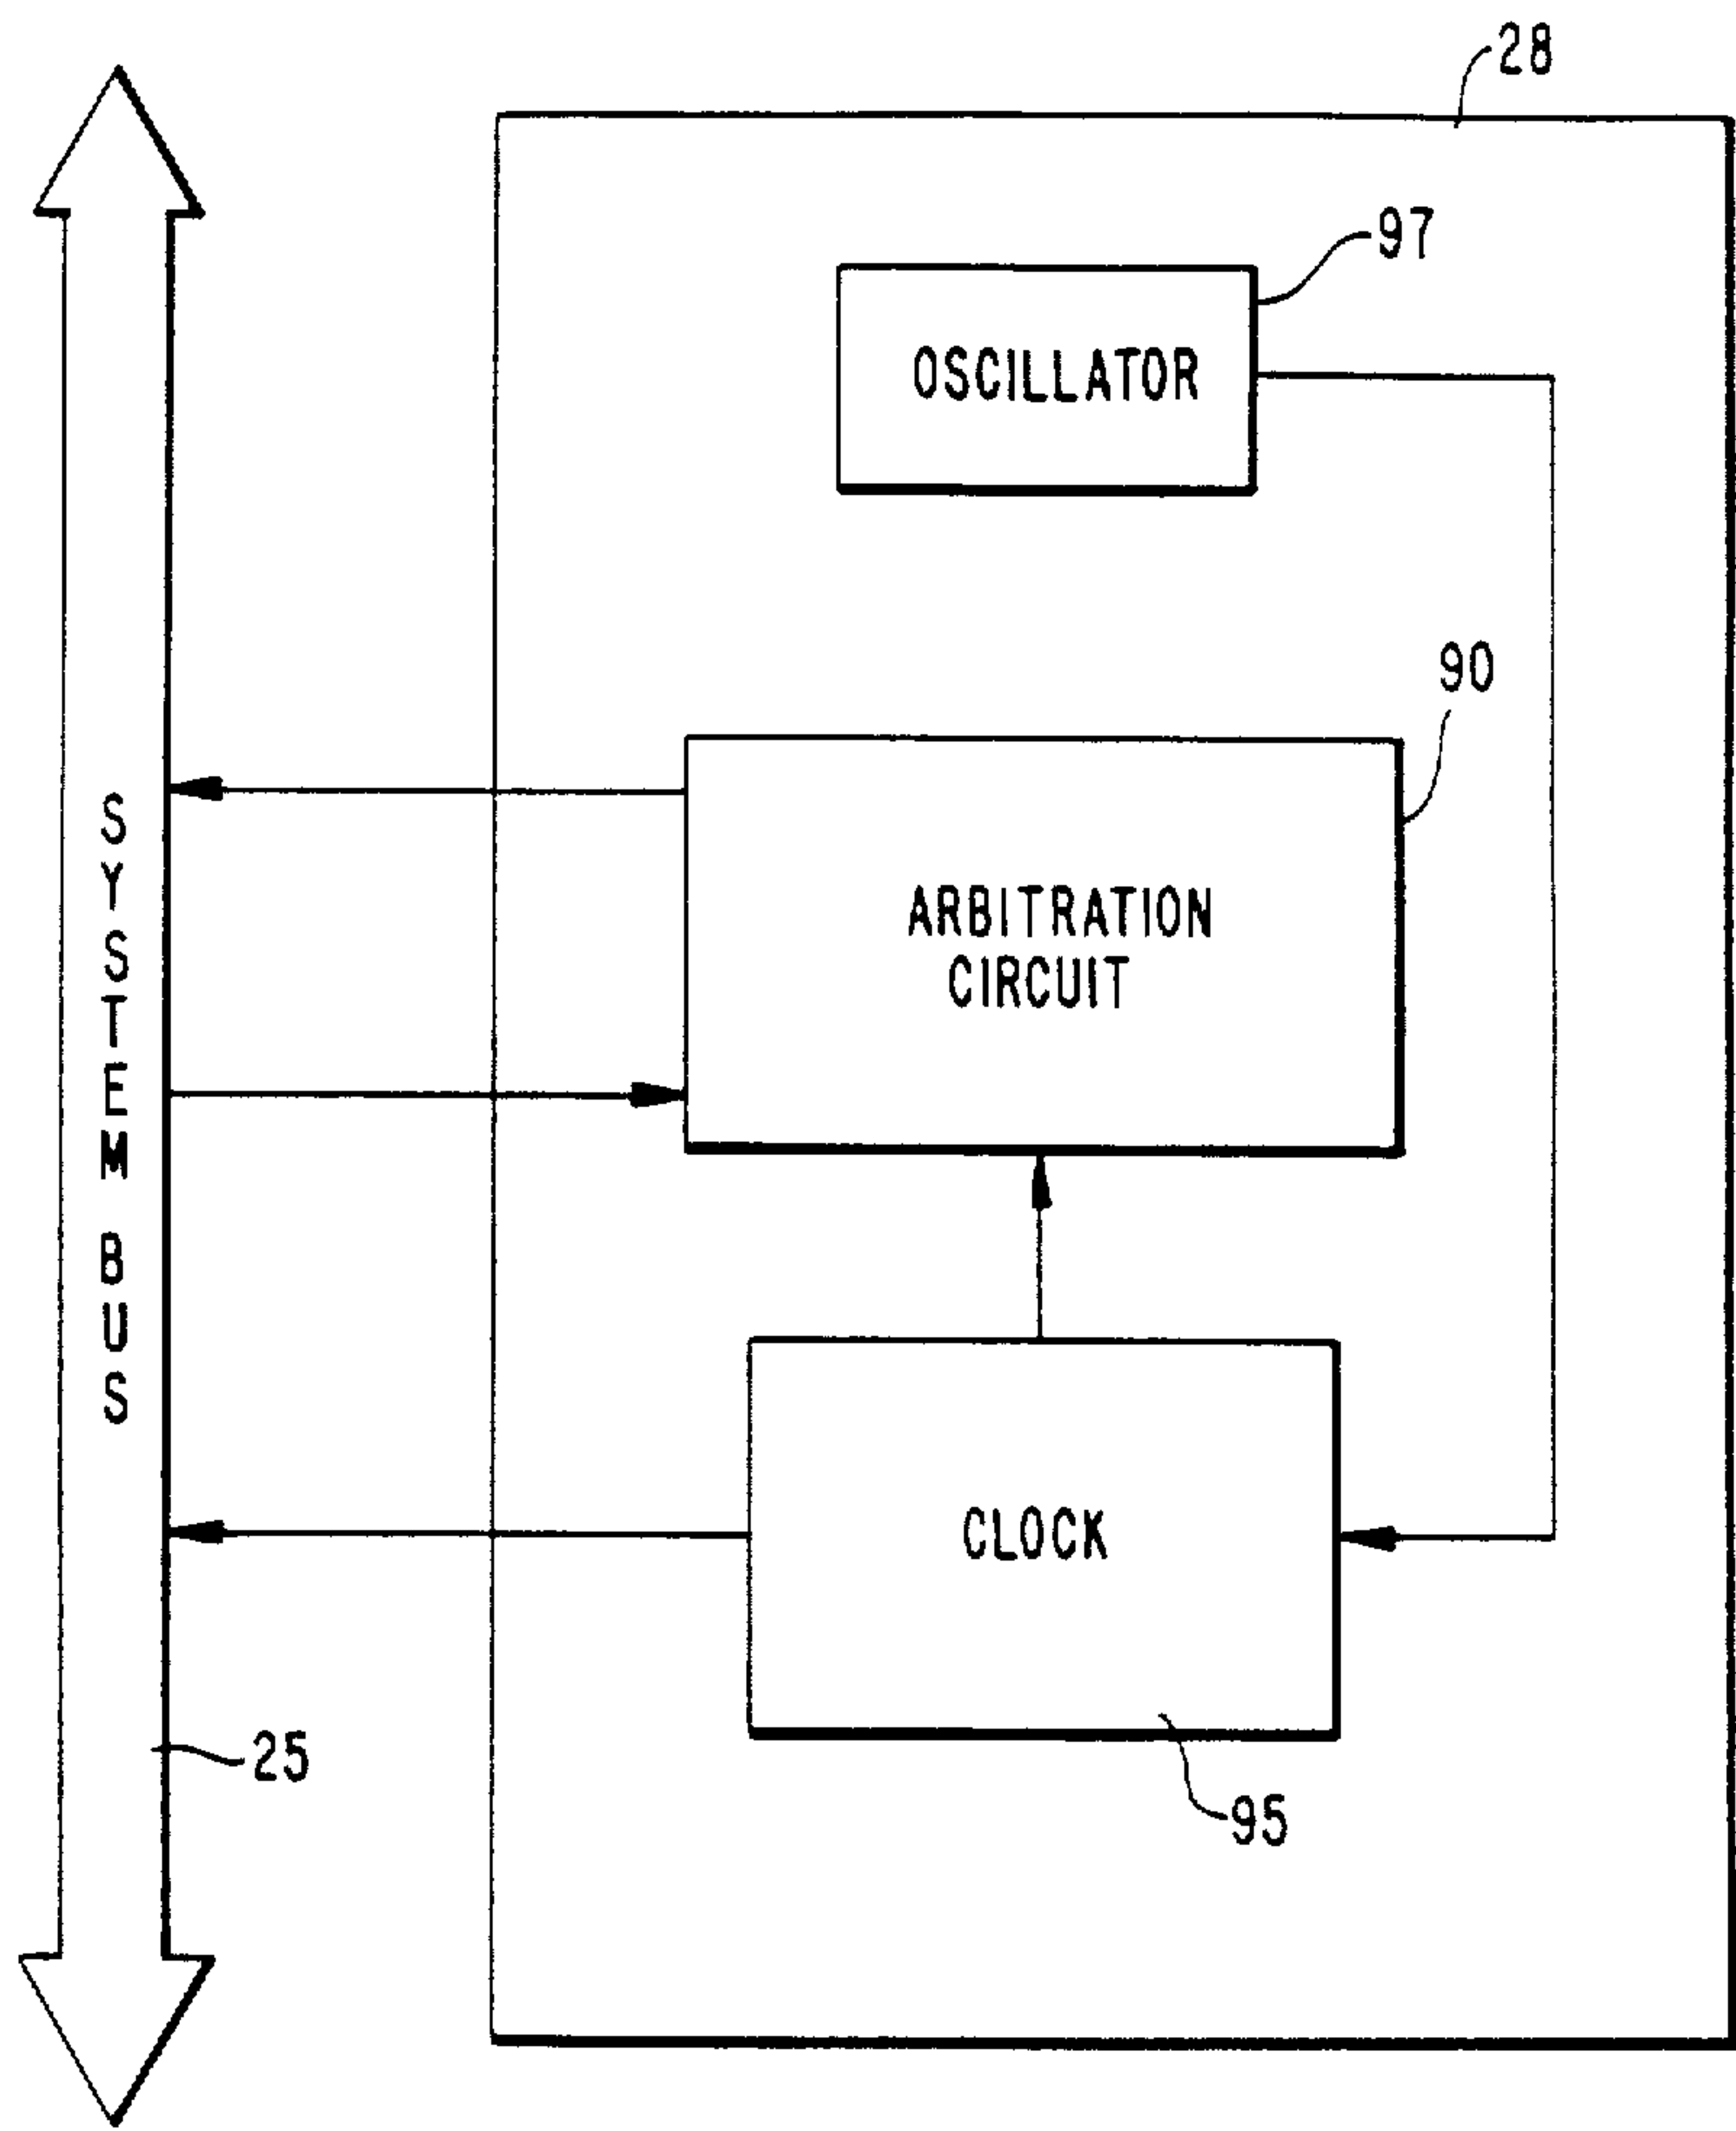 28
97
OSCILLATOR
90
ARBITRATION
CIRCUIT
SYSTEM BUS
CLOCK
25
95